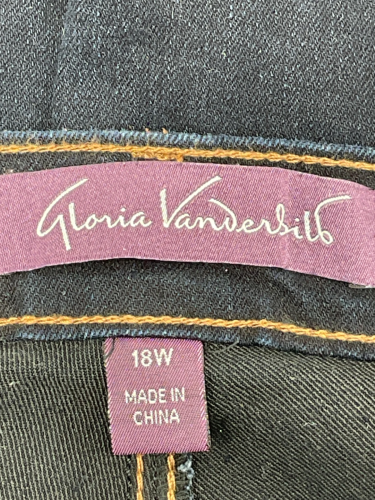 Gloria Vanderbilt
18W
MADE IN
CHINA